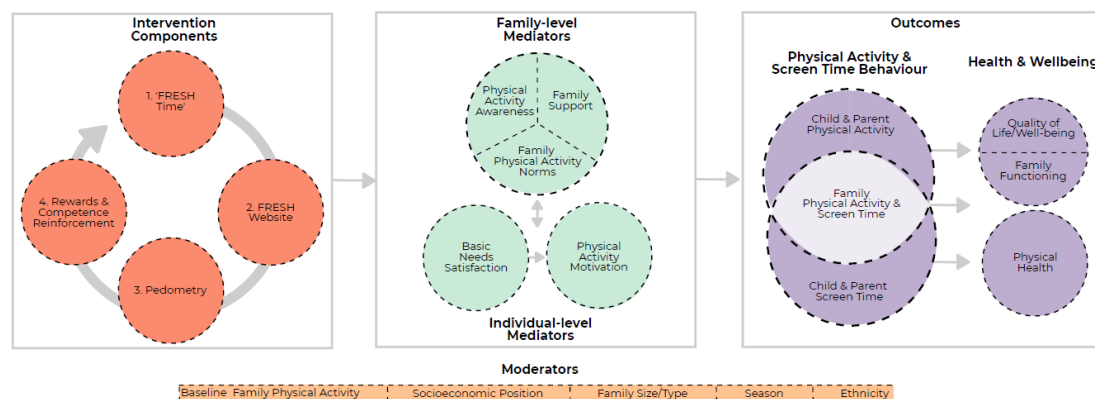 Intervention
Components
1. 'FRESH
Time'
2. FRESH
Website
3. Pedometry
4. Rewards &
Competence
Reinforcement
Family-level
Mediators
Physical
Activity
Awareness
Family
Support
Family
Physical Activity
Norms
Basic
Needs
Satisfaction
Physical
Activity
Motivation
Individual-level
Mediators
Outcomes
Physical Activity &
Screen Time Behaviour
Child & Parent
Physical Activity
Family
Physical Activity
& Screen Time
Child & Parent
Screen Time
Health & Wellbeing
Quality of
Life/Well-being
Family
Functioning
Physical
Health
Moderators
Baseline Family Physical Activity
Socioeconomic Position
Family Size/Type
Season
Ethnicity